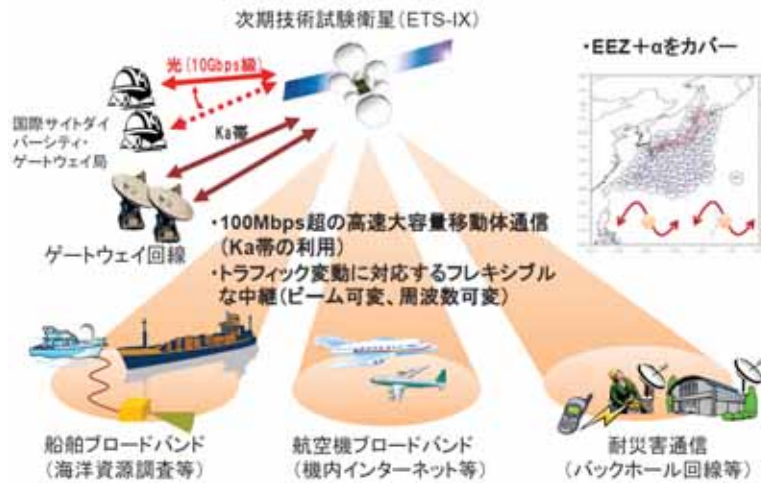 次期技術試験衛星(ETS-IX)
・EEZ+αをカバー
光(10Gbps級)
国際サイトダイ
バーシティ・
ゲートウェイ局
Ka帯
ゲートウェイ回線
・100Mbps超の高速大容量移動体通信
(Ka帯の利用)
・トラフィック変動に対応するフレキシブル
な中継(ビーム可変、周波数可変)
船舶ブロードバンド
(海洋資源調査等)
航空機ブロードバンド
(機内インターネット等)
耐災害通信
(バックホール回線等)